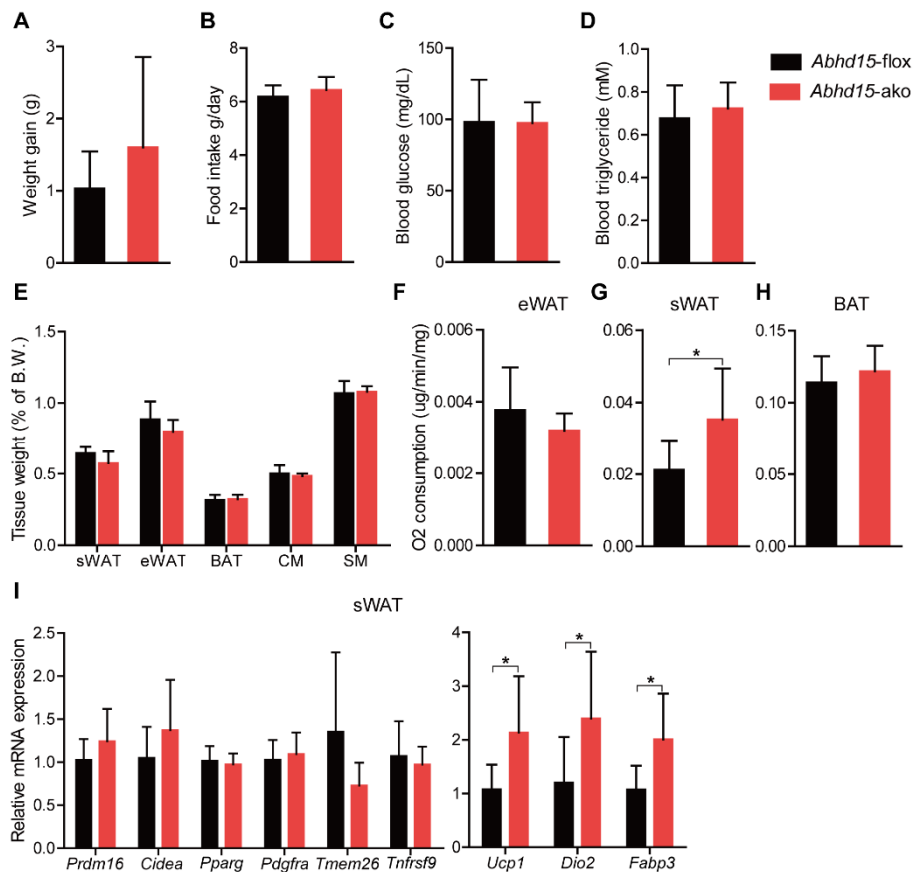 A
B
C
D
Weight gain (g)
3
2
1
0
Food intake g/day
8
6
4
2
0
Blood glucose (mg/dL)
150
100
50
0
Blood triglyceride (mM)
1.0
0.8
0.6
0.4
0.2
0.0
Abhd15-flox
Abhd15-ako
E
Tissue weight (% of B.W.)
1.5
1.0
0.5
0.0
sWAT eWAT BAT CM SM
F
eWAT
O2 consumption (ug/min/mg)
0.006
0.004
0.002
0.000
G
sWAT
0.06
0.04
0.02
0.00
*
H
BAT
0.15
0.10
0.05
0.00
I
sWAT
Relative mRNA expression
2.5
2.0
1.5
1.0
0.5
0.0
Prdm16 Cidea Pparg Pdgfra Tmem26 Tnfrsf9
4
3
2
1
0
* * *
Ucp1 Dio2 Fabp3